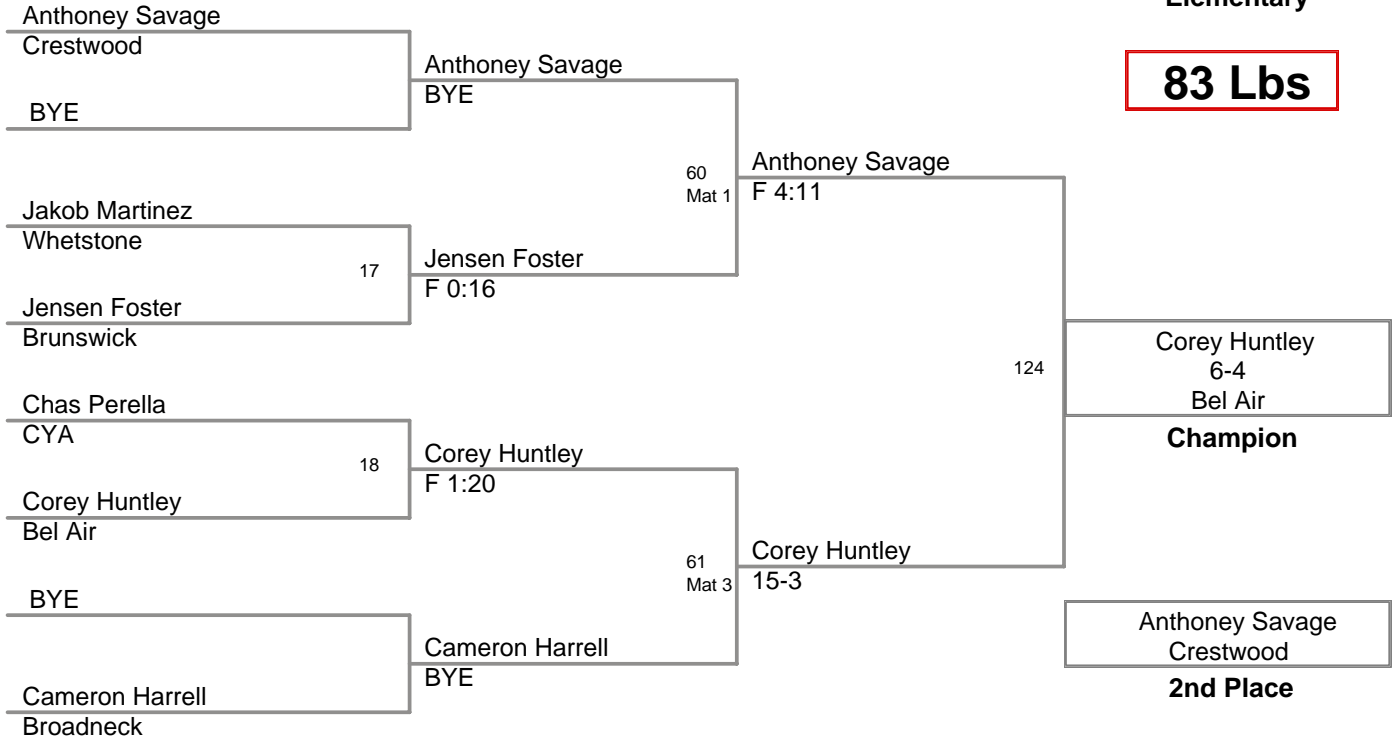 Elementary
83 Lbs
Anthoney Savage
Crestwood
BYE
Jakob Martinez
Whetstone
17
Jensen Foster
Brunswick
Chas Perella
CYA
18
Corey Huntley
Bel Air
BYE
Cameron Harrell
Broadneck
Anthoney Savage
BYE
60
Mat 1
Jensen Foster
F 0:16
Corey Huntley
F 1:20
61
Mat 3
Cameron Harrell
BYE
Anthoney Savage
F 4:11
124
Corey Huntley
15-3
Corey Huntley
6-4
Bel Air
Champion
Anthoney Savage
Crestwood
2nd Place